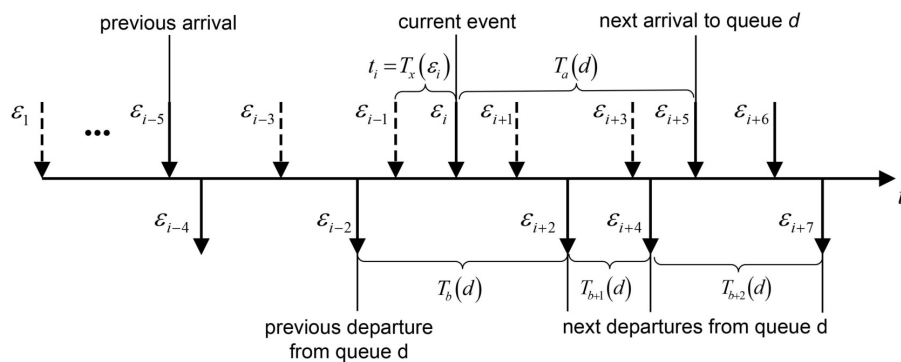 previous arrival
current event
next arrival to queue d
t_i = T_x(ε_i)
T_a(d)
ε_1
•••
ε_{i−5}
ε_{i−3}
ε_{i−1}
ε_i
ε_{i+1}
ε_{i+3}
ε_{i+5}
ε_{i+6}
t
ε_{i−4}
ε_{i−2}
ε_{i+2}
ε_{i+4}
ε_{i+7}
T_b(d)
T_{b+1}(d)
T_{b+2}(d)
previous departure
from queue d
next departures from queue d